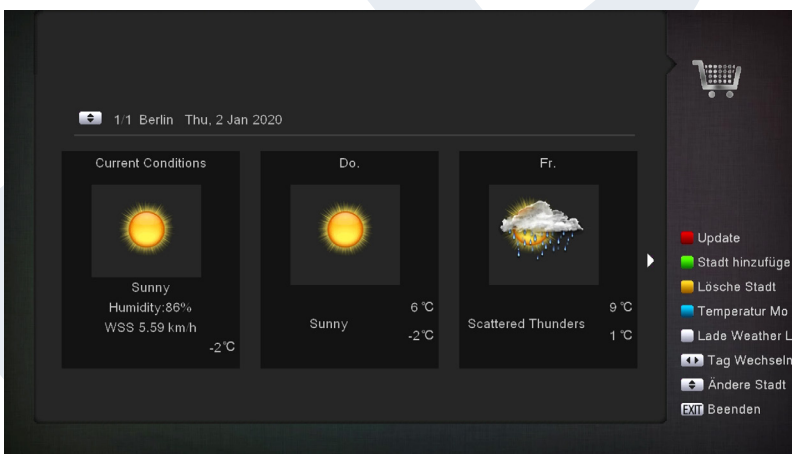 1/1 Berlin Thu, 2 Jan 2020
Current Conditions
Sunny
Humidity:86%
WSS 5.59 km/h
-2°C
Do.
Sunny
6 °C
-2°C
Fr.
Scattered Thunders
9 °C
1 °C
Update
Stadt hinzufüge
Lösche Stadt
Temperatur Mo
Lade Weather L
Tag Wechseln
Ändere Stadt
EXIT Beenden